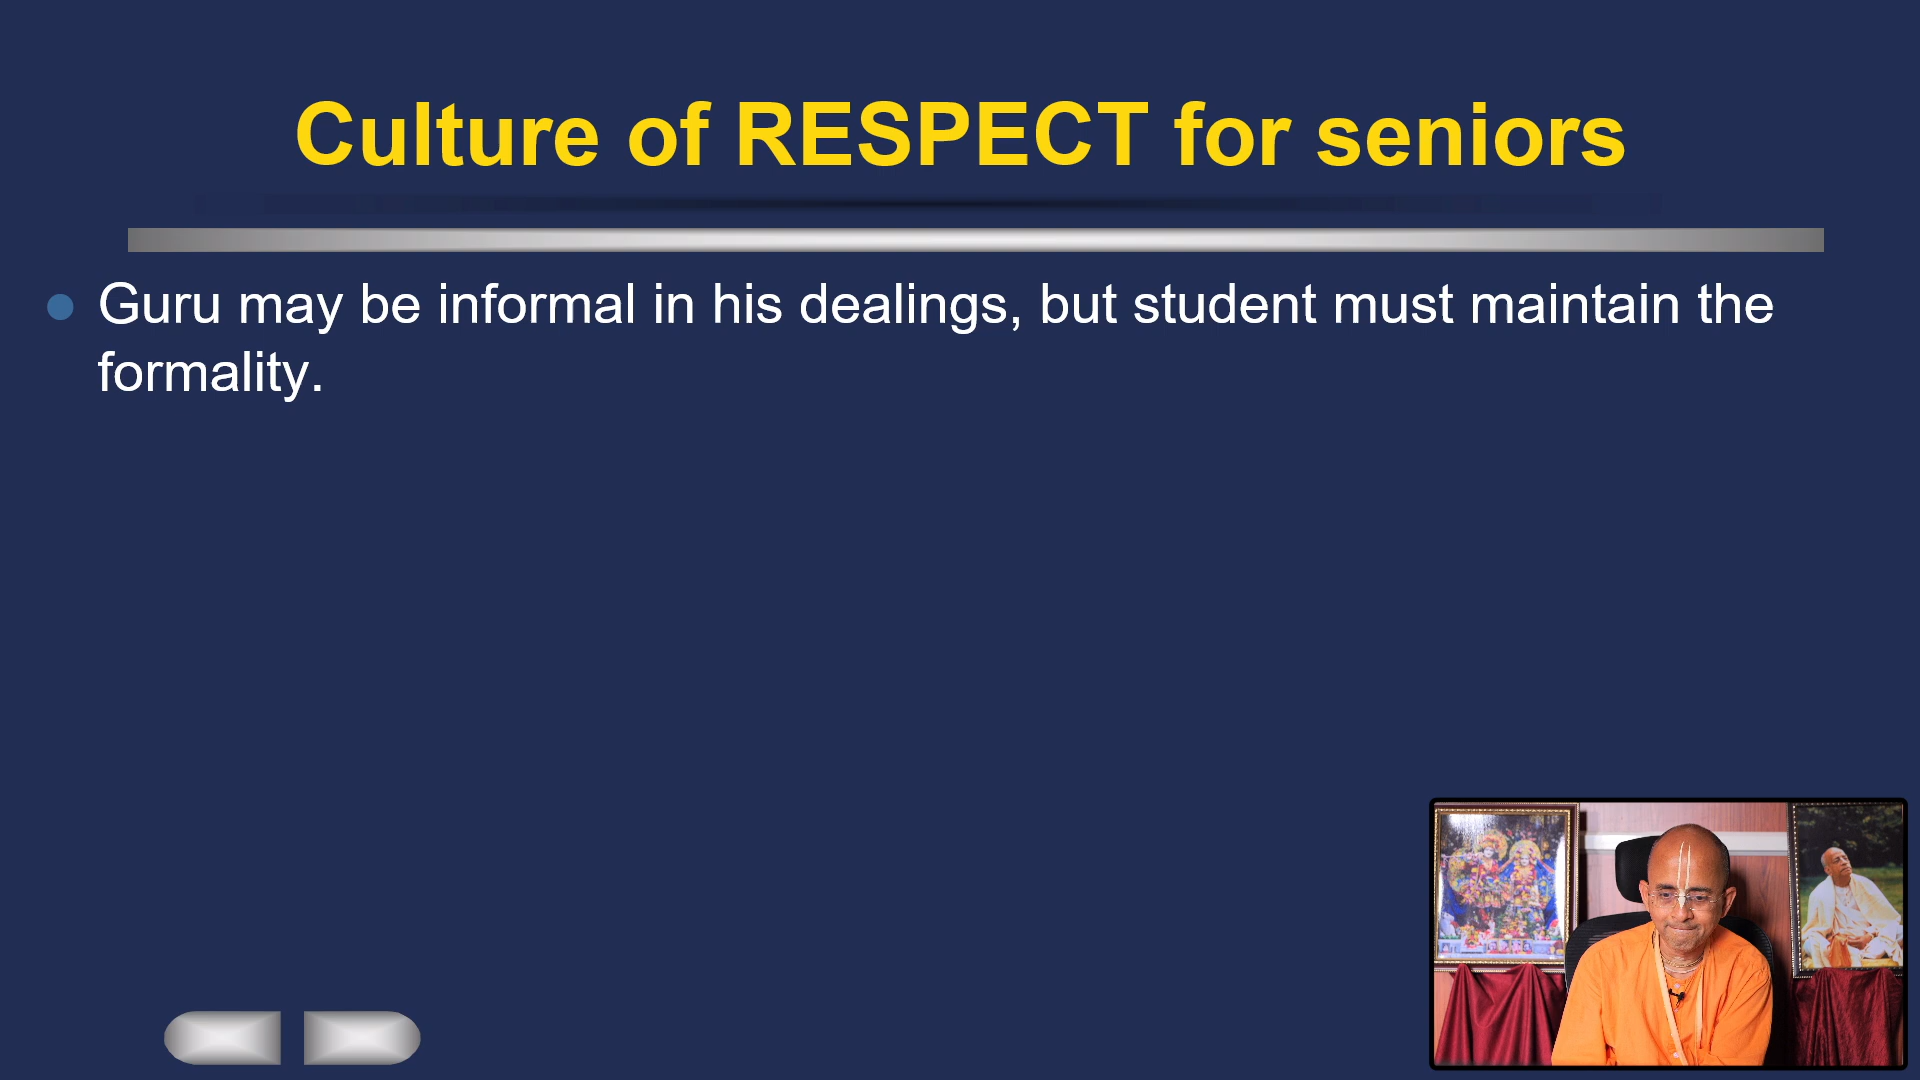 Culture of RESPECT for seniors
Guru may be informal in his dealings, but student must maintain the
formality.